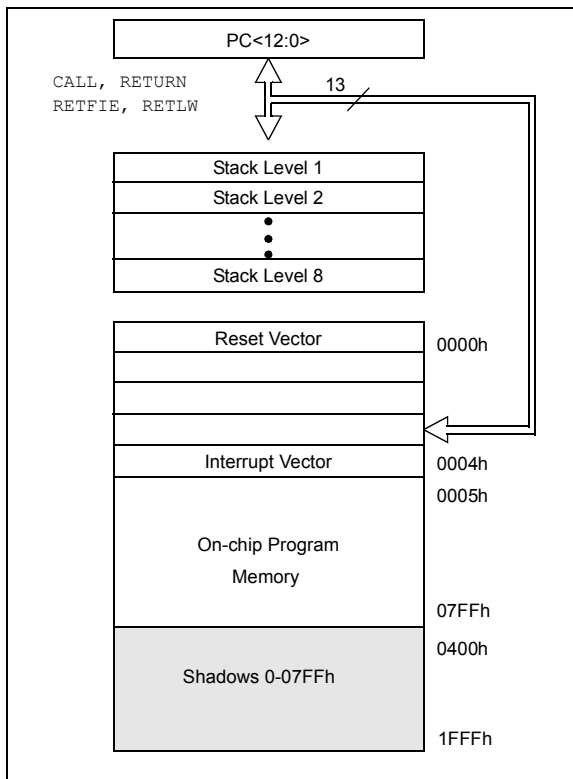 PC<12:0>
CALL, RETURN
RETFIE, RETLW
13
Stack Level 1
Stack Level 2
Stack Level 8
Reset Vector
0000h
Interrupt Vector
0004h
0005h
On-chip Program
Memory
07FFh
0400h
Shadows 0-07FFh
1FFFh